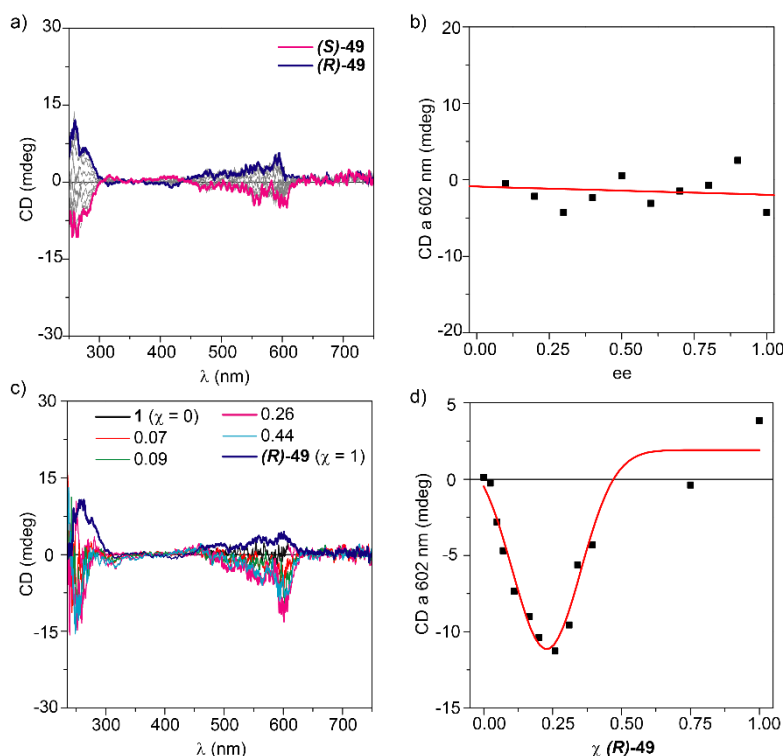 a)
30
15
0
-15
-30
CD (mdeg)
300 400 500 600 700
λ (nm)
(S)-49
(R)-49
b)
20
10
0
-10
-20
CD a 602 nm (mdeg)
0.00 0.25 0.50 0.75 1.00
ee
c)
30
15
0
-15
-30
CD (mdeg)
300 400 500 600 700
λ (nm)
1 (χ = 0)
0.07
0.09
0.26
0.44
(R)-49 (χ = 1)
d)
5
0
-5
-10
-15
CD a 602 nm (mdeg)
0.00 0.25 0.50 0.75 1.00
χ (R)-49